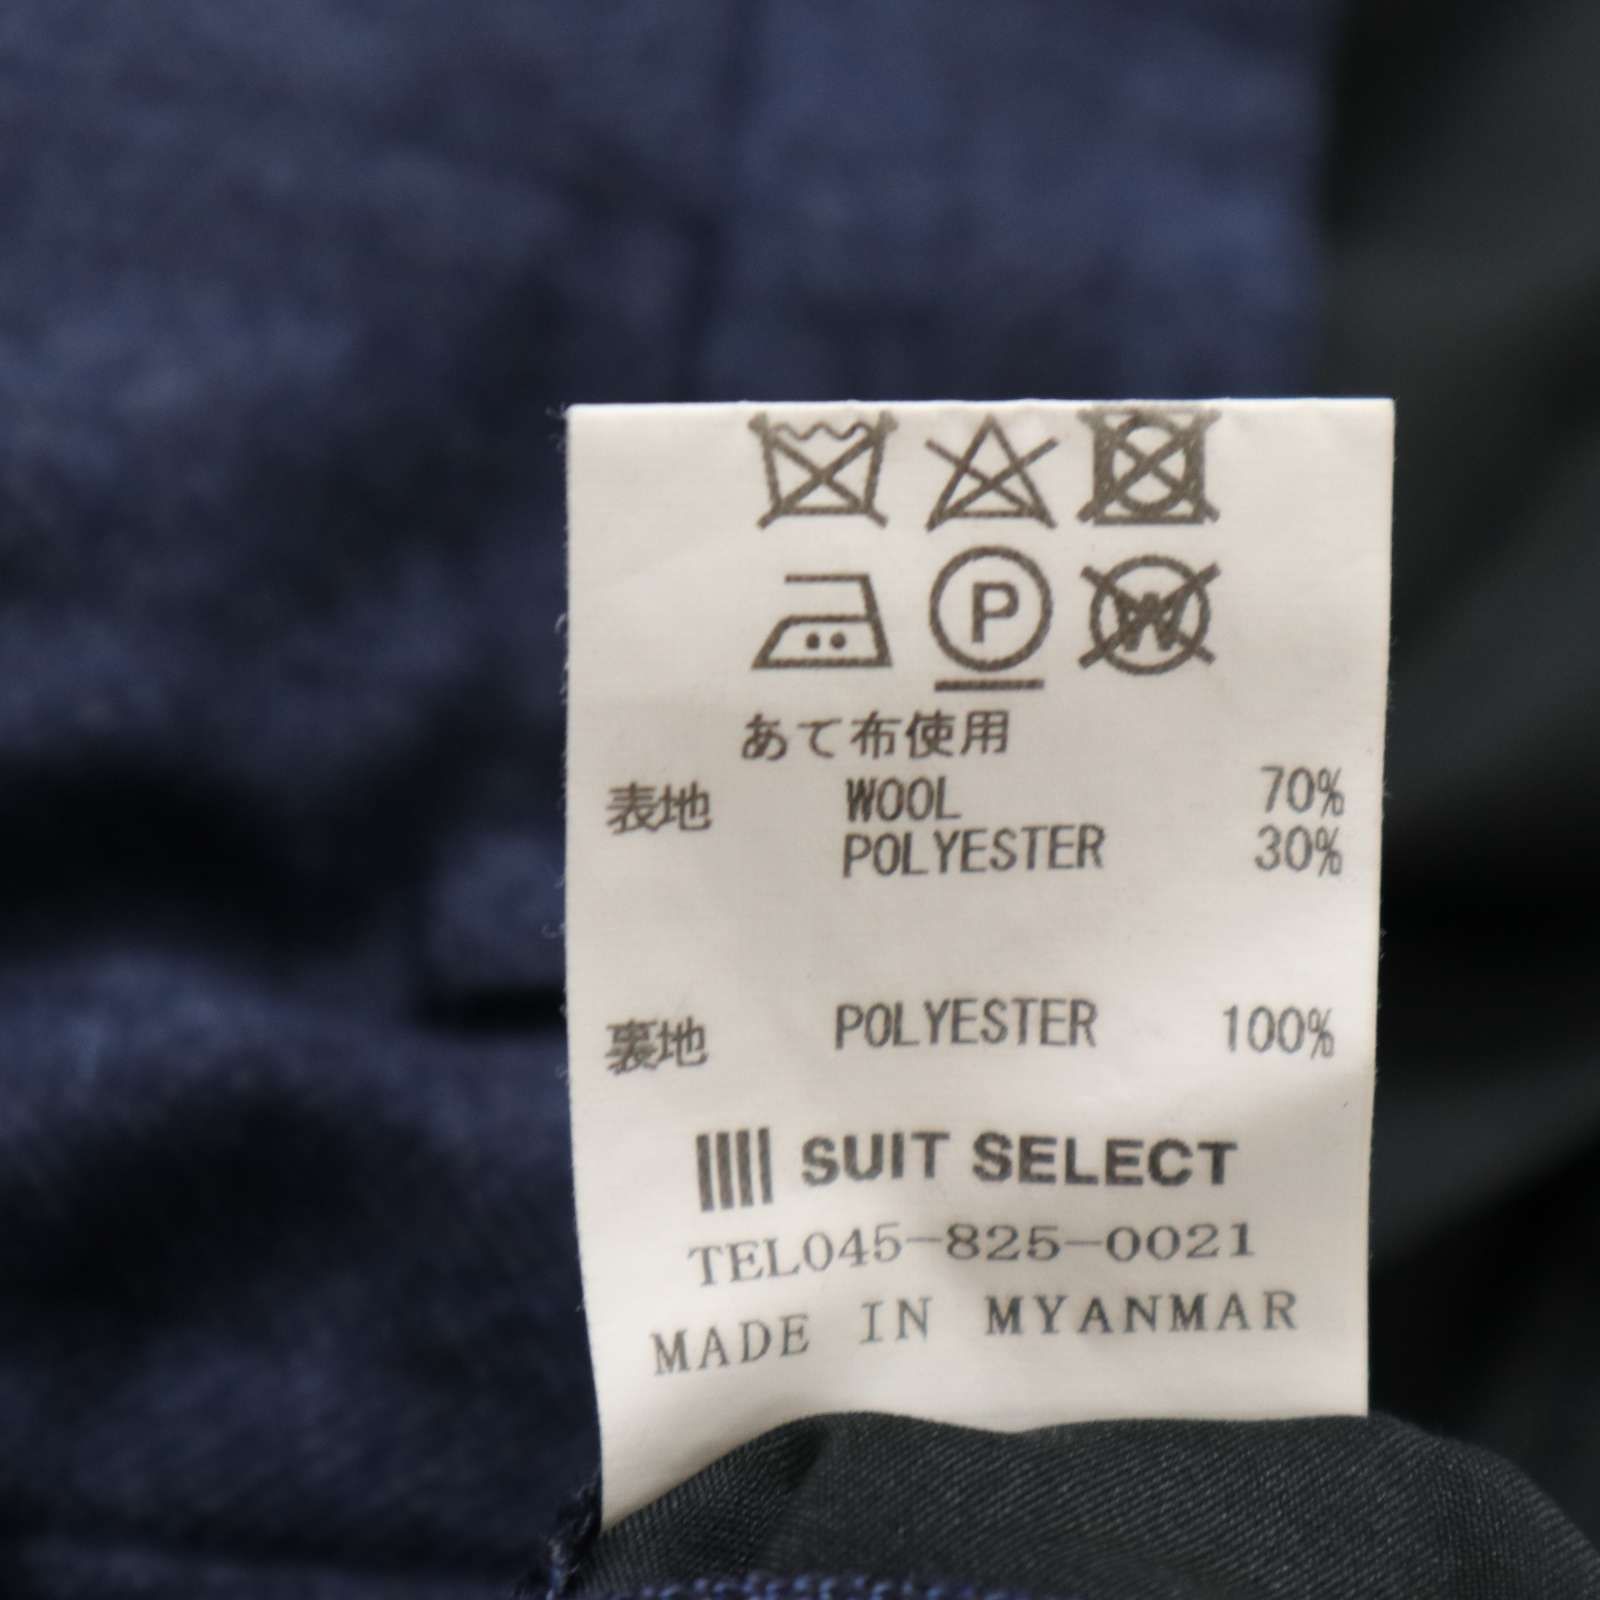 P W
あて布使用
表地 WOOL 70%
POLYESTER 30%
裏地 POLYESTER 100%
SUIT SELECT
TEL045-825-0021
MADE IN MYANMAR